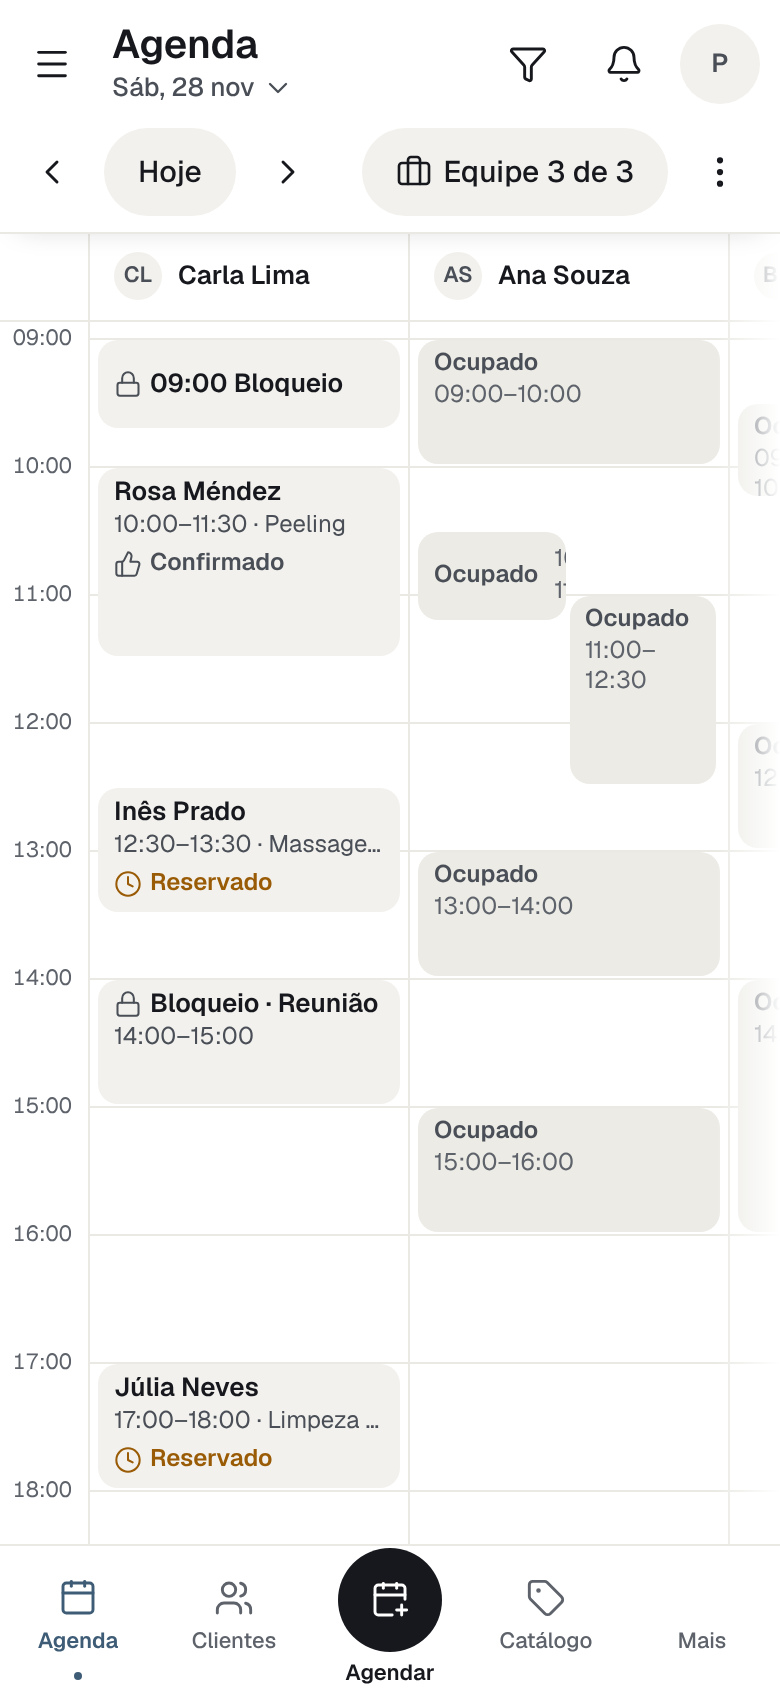 Agenda
Sáb, 28 nov
P
Hoje
Equipe 3 de 3
CL Carla Lima
AS Ana Souza
B
09:00
09:00 Bloqueio
Ocupado
09:00–10:00
10:00
Rosa Méndez
10:00–11:30 · Peeling
Confirmado
Ocupado
11:00
Ocupado
11:00–
12:30
12:00
Inês Prado
12:30–13:30 · Massage...
Reservado
13:00
Ocupado
13:00–14:00
14:00
Bloqueio · Reunião
14:00–15:00
15:00
Ocupado
15:00–16:00
16:00
17:00
Júlia Neves
17:00–18:00 · Limpeza ...
Reservado
18:00
Agenda
Clientes
Agendar
Catálogo
Mais